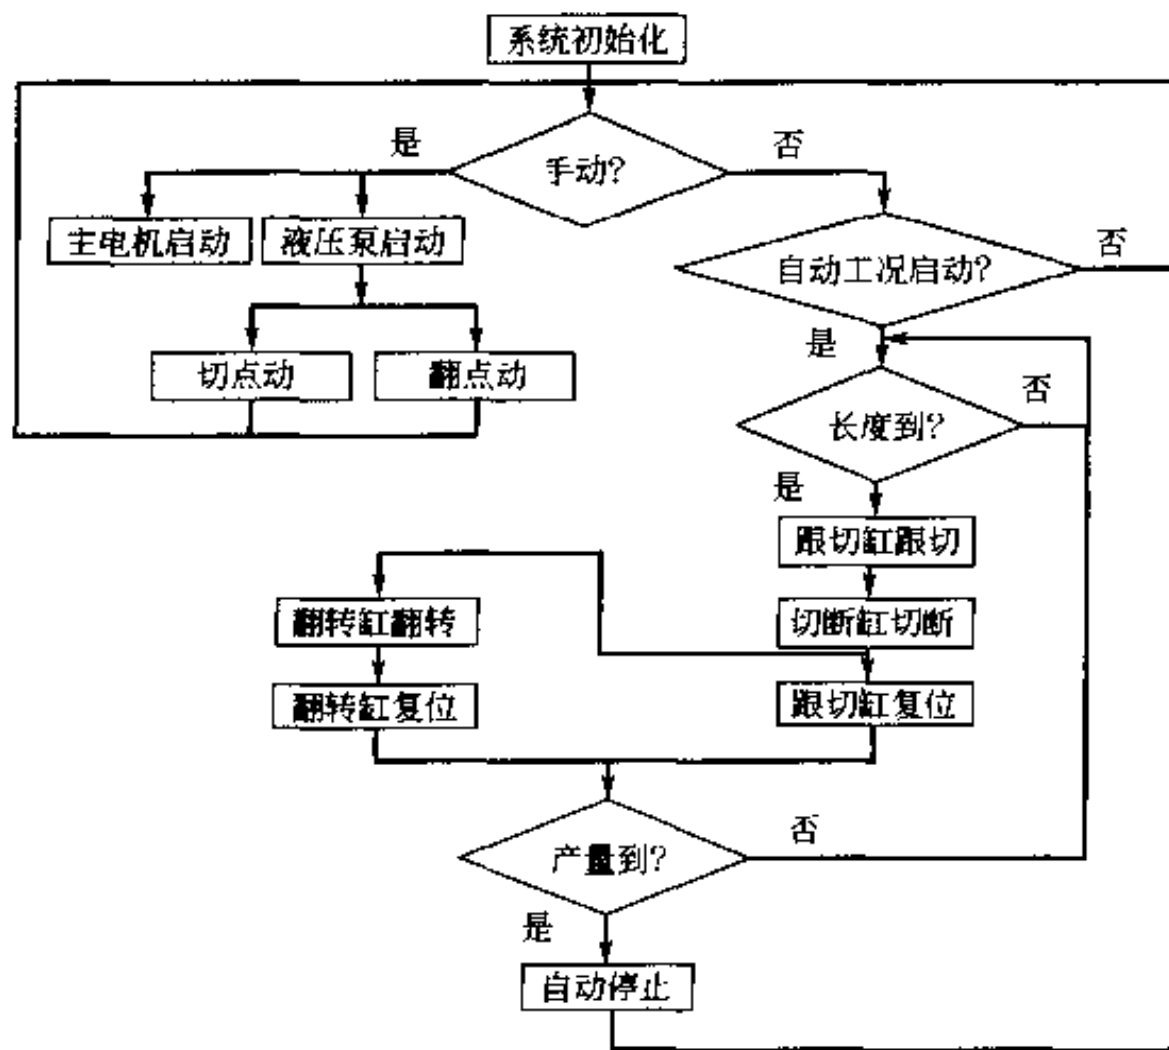 系统初始化
是
否
手动?
主电机启动
液压泵启动
自动工况启动?
否
是
切点动
翻点动
否
长度到?
是
跟切缸跟切
翻转缸翻转
切断缸切断
翻转缸复位
跟切缸复位
否
产量到?
是
自动停止